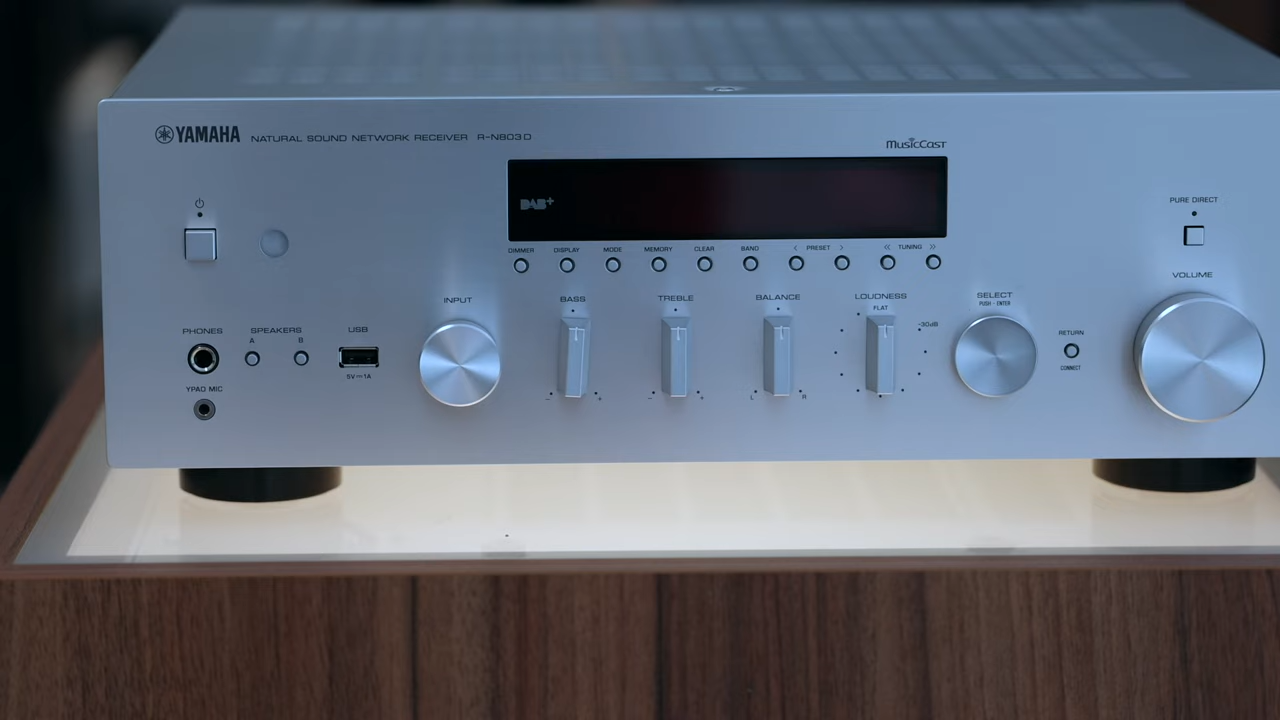 YAMAHA NATURAL SOUND NETWORK RECEIVER R-N803D
MusicCast
DAB+
PURE DIRECT
DIMMER DISPLAY MODE MEMORY CLEAR BAND < PRESET > << TUNING >>
VOLUME
INPUT BASS TREBLE BALANCE LOUDNESS SELECT
FLAT PUSH - ENTER
PHONES SPEAKERS USB
-30dB
RETURN
A B
CONNECT
5V⎓1A
YPAO MIC
- + - + L R